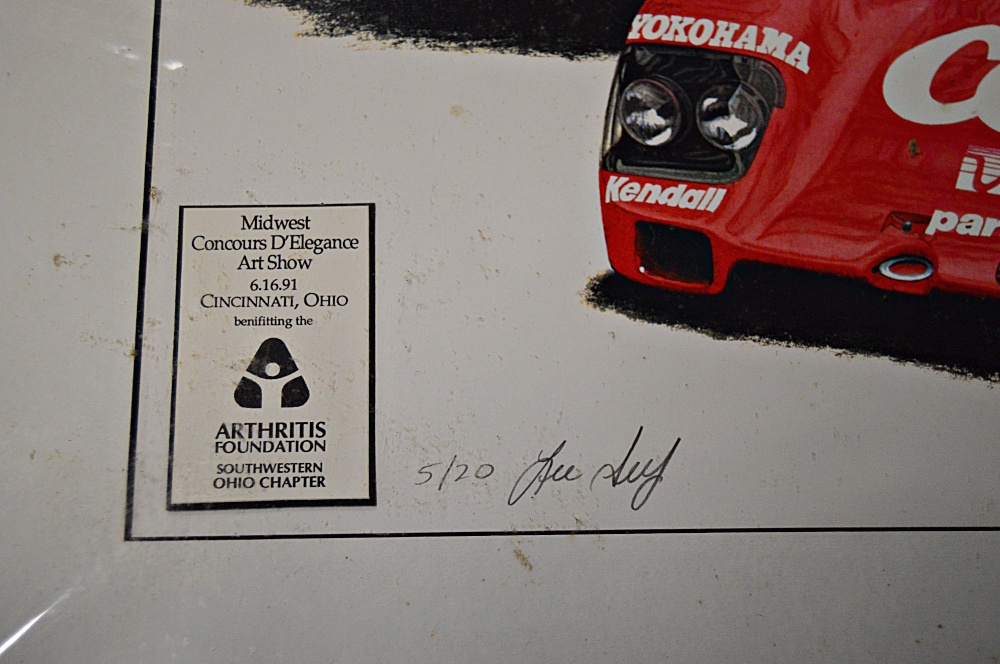 YOKOHAMA
Kendall
par
Midwest
Concours D'Elegance
Art Show
6.16.91
CINCINNATI, OHIO
benifitting the
ARTHRITIS
FOUNDATION
SOUTHWESTERN
OHIO CHAPTER
5/20